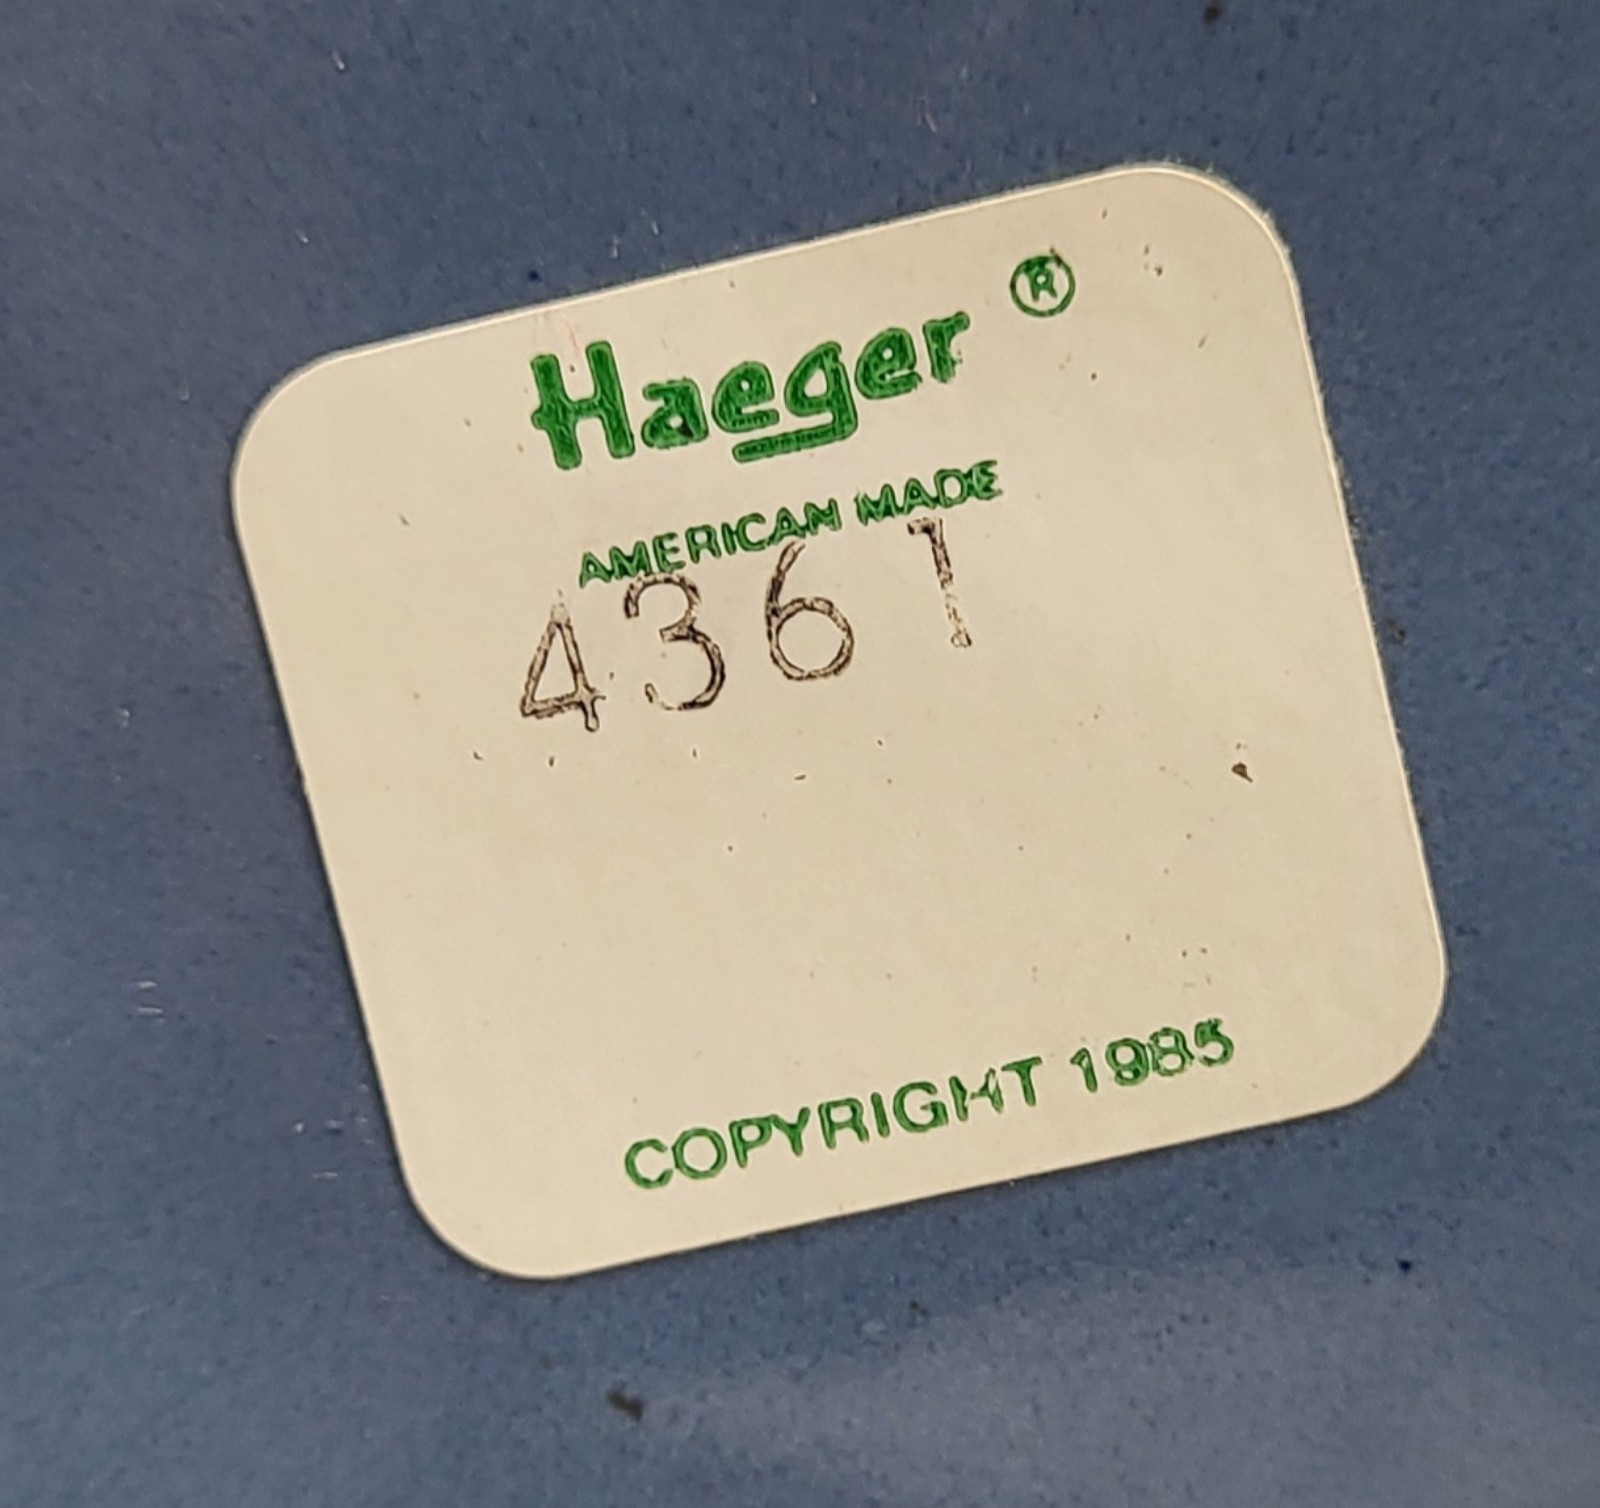 Haeger ®
AMERICAN MADE
4361
COPYRIGHT 1985